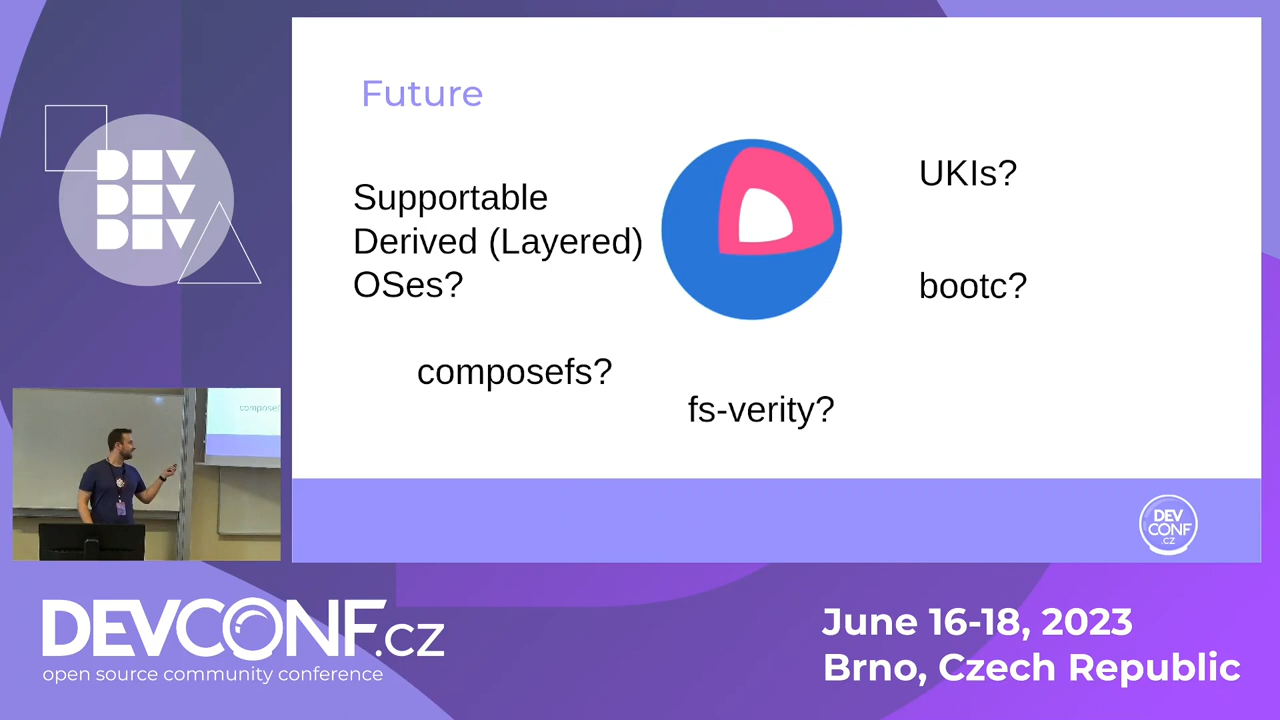 Future
Supportable
Derived (Layered)
OSes?
UKIs?
bootc?
composefs?
fs-verity?
DEV
CONF
.CZ
DEV
DEV
DEV
DEVCONF.CZ
open source community conference
June 16-18, 2023
Brno, Czech Republic